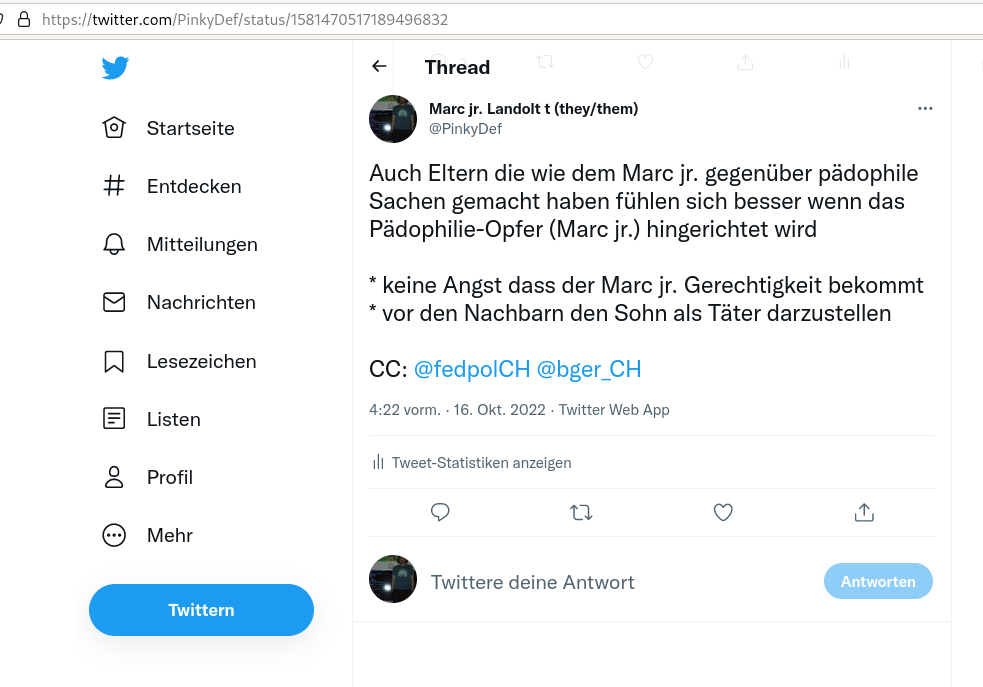 https://twitter.com/PinkyDef/status/1581470517189496832
Thread
Startseite
Entdecken
Mitteilungen
Nachrichten
Lesezeichen
Listen
Profil
Mehr
Twittern
Marc jr. Landolt t (they/them)
@PinkyDef
Auch Eltern die wie dem Marc jr. gegenüber pädophile
Sachen gemacht haben fühlen sich besser wenn das
Pädophilie-Opfer (Marc jr.) hingerichtet wird
* keine Angst dass der Marc jr. Gerechtigkeit bekommt
* vor den Nachbarn den Sohn als Täter darzustellen
CC: @fedpolCH @bger_CH
4:22 vorm. · 16. Okt. 2022 · Twitter Web App
Tweet-Statistiken anzeigen
Twittere deine Antwort
Antworten